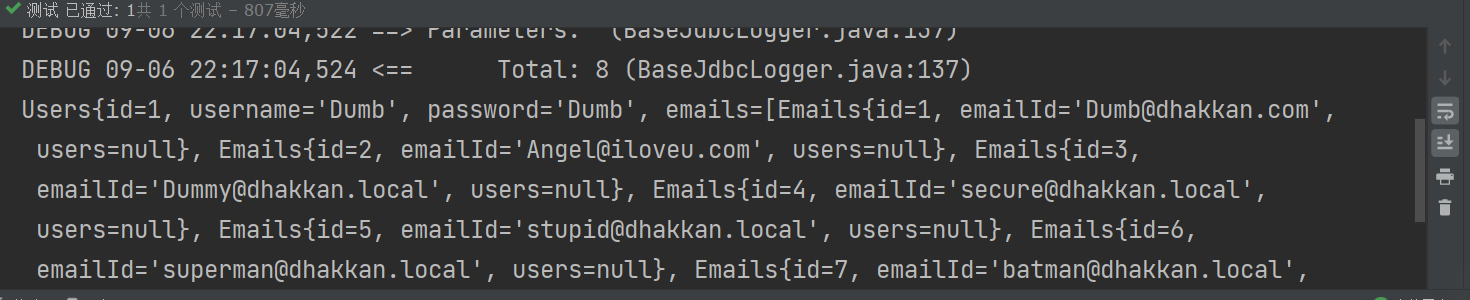 测试 已通过: 1共 1 个测试 – 807毫秒
DEBUG 09-06 22:17:04,522 ==> Parameters:  (BaseJdbcLogger.java:137)
DEBUG 09-06 22:17:04,524 <==      Total: 8 (BaseJdbcLogger.java:137)
Users{id=1, username='Dumb', password='Dumb', emails=[Emails{id=1, emailId='Dumb@dhakkan.com',
users=null}, Emails{id=2, emailId='Angel@iloveu.com', users=null}, Emails{id=3,
emailId='Dummy@dhakkan.local', users=null}, Emails{id=4, emailId='secure@dhakkan.local',
users=null}, Emails{id=5, emailId='stupid@dhakkan.local', users=null}, Emails{id=6,
emailId='superman@dhakkan.local', users=null}, Emails{id=7, emailId='batman@dhakkan.local',